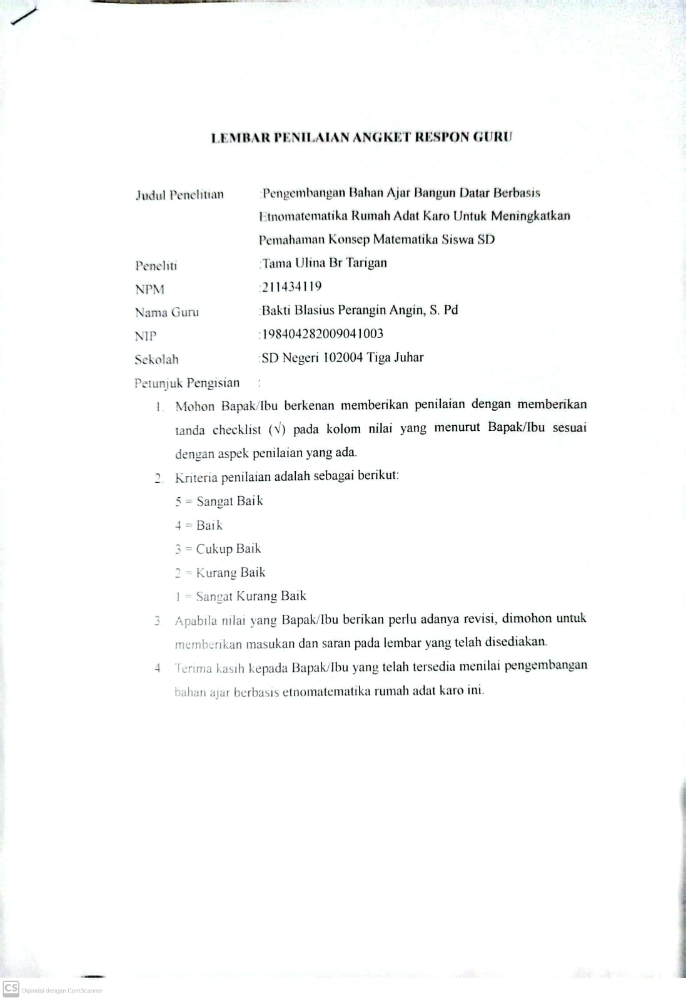 LEMBAR PENILAIAN ANGKET RESPON GURU
Judul Penelitian :Pengembangan Bahan Ajar Bangun Datar Berbasis
Etnomatematika Rumah Adat Karo Untuk Meningkatkan
Pemahaman Konsep Matematika Siswa SD
Peneliti :Tama Ulina Br Tarigan
NPM :211434119
Nama Guru :Bakti Blasius Perangin Angin, S. Pd
NIP :198404282009041003
Sekolah :SD Negeri 102004 Tiga Juhar
Petunjuk Pengisian :
1. Mohon Bapak/Ibu berkenan memberikan penilaian dengan memberikan
tanda checklist (√) pada kolom nilai yang menurut Bapak/Ibu sesuai
dengan aspek penilaian yang ada.
2. Kriteria penilaian adalah sebagai berikut:
5 = Sangat Baik
4 = Baik
3 = Cukup Baik
2 = Kurang Baik
1 = Sangat Kurang Baik
3 Apabila nilai yang Bapak/Ibu berikan perlu adanya revisi, dimohon untuk
memberikan masukan dan saran pada lembar yang telah disediakan.
4 Terima kasih kepada Bapak/Ibu yang telah tersedia menilai pengembangan
bahan ajar berbasis etnomatematika rumah adat karo ini.
CS Dipindai dengan CamScanner